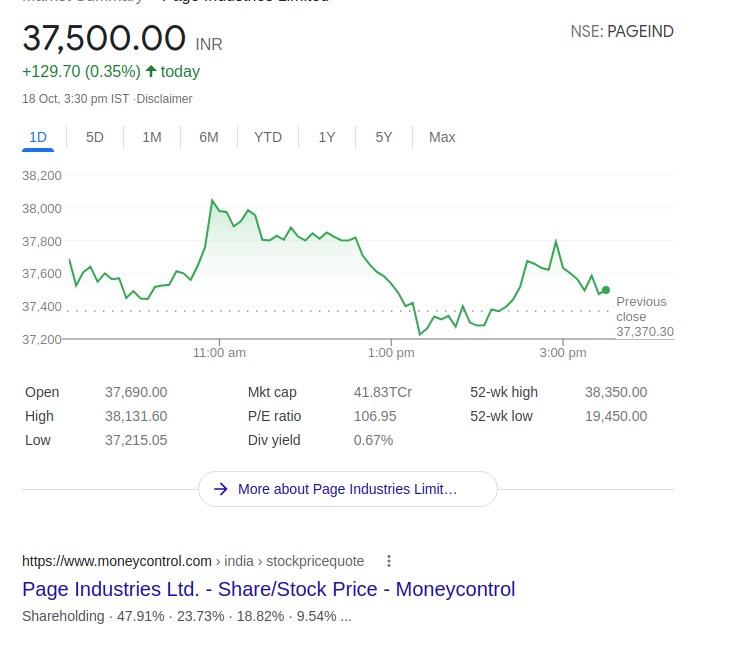 Market Summary > Page Industries Limited
37,500.00 INR
NSE: PAGEIND
+129.70 (0.35%) ↑ today
18 Oct, 3:30 pm IST ·Disclaimer
1D 5D 1M 6M YTD 1Y 5Y Max
38,200
38,000
37,800
37,600
37,400
37,200
Previous
close
37,370.30
11:00 am 1:00 pm 3:00 pm
Open 37,690.00 Mkt cap 41.83TCr 52-wk high 38,350.00
High 38,131.60 P/E ratio 106.95 52-wk low 19,450.00
Low 37,215.05 Div yield 0.67%
→ More about Page Industries Limit…
https://www.moneycontrol.com › india › stockpricequote
Page Industries Ltd. - Share/Stock Price - Moneycontrol
Shareholding · 47.91% · 23.73% · 18.82% · 9.54% ...